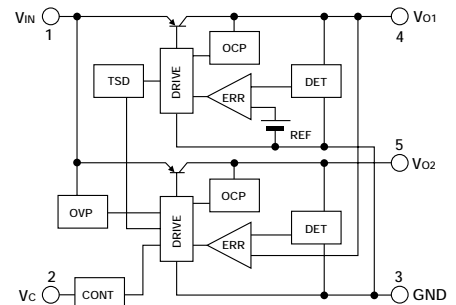 VIN
1
VO1
4
OCP
DRIVE
TSD
DET
ERR
REF
5
VO2
OCP
OVP
DRIVE
DET
ERR
2
VC
CONT
3
GND